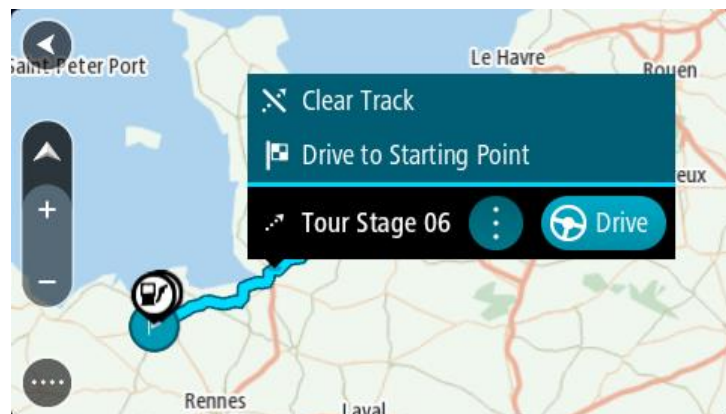 Saint Peter Port
Le Havre
Rouen
Clear Track
Drive to Starting Point
eux
Tour Stage 06
Drive
+
-
Rennes
Laval